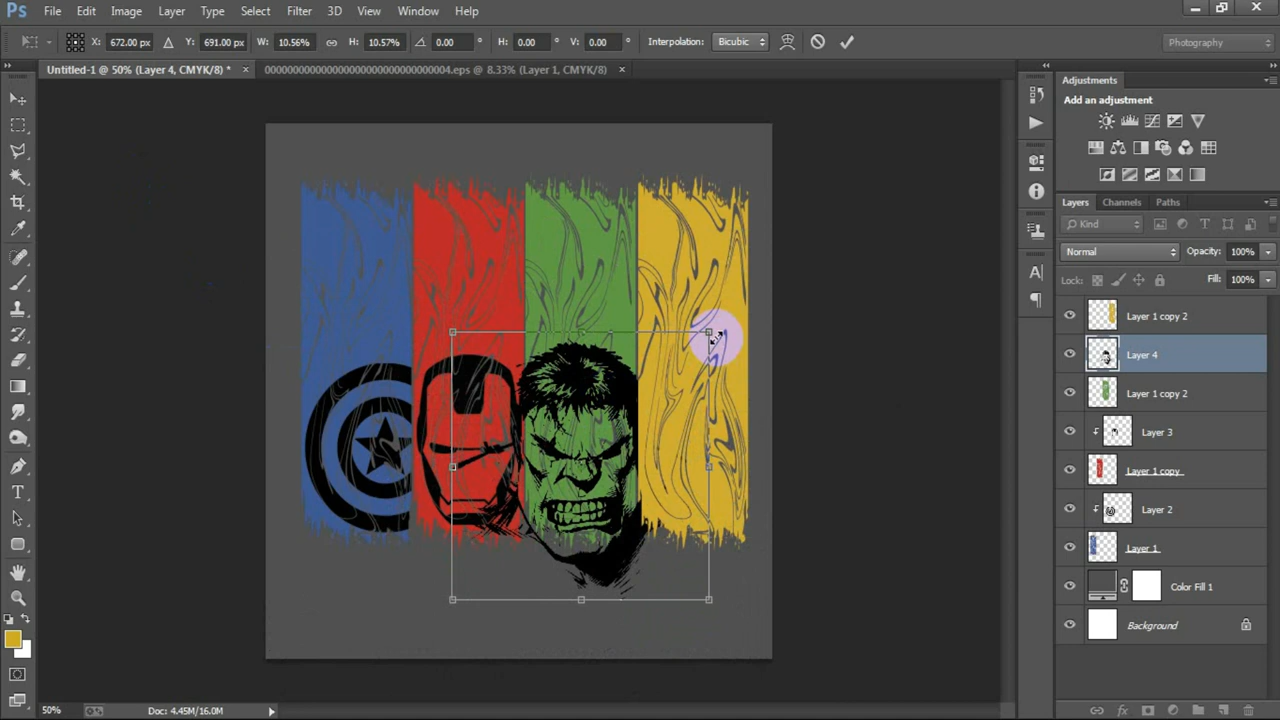 Ps File Edit Image Layer Type Select Filter 3D View Window Help
X: 672.00 px Y: 691.00 px W: 10.56% H: 10.57% 0.00 ° H: 0.00 ° V: 0.00 ° Interpolation: Bicubic Photography
Untitled-1 @ 50% (Layer 4, CMYK/8) * × 0000000000000000000000000000004.eps @ 8.33% (Layer 1, CMYK/8) ×
Adjustments
Add an adjustment
Layers Channels Paths
Kind
Normal Opacity: 100%
Lock: Fill: 100%
Layer 1 copy 2
Layer 4
Layer 1 copy 2
Layer 3
Layer 1 copy
Layer 2
Layer 1
Color Fill 1
Background
50% Doc: 4.45M/16.0M